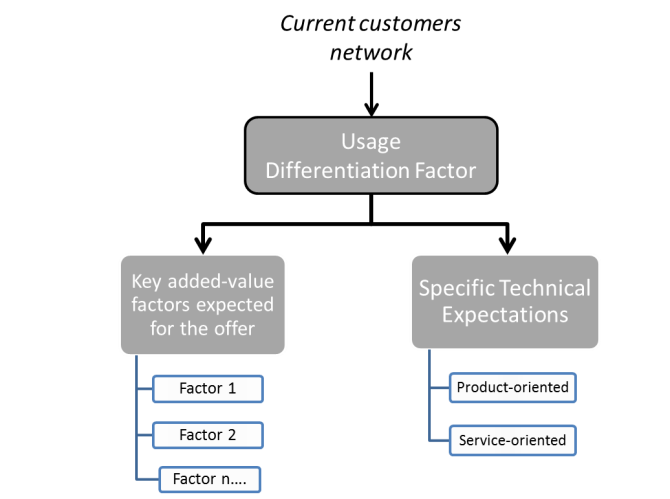 Current customers
network
Usage
Differentiation Factor
Key added-value
factors expected
for the offer
Factor 1
Factor 2
Factor n....
Specific Technical
Expectations
Product-oriented
Service-oriented